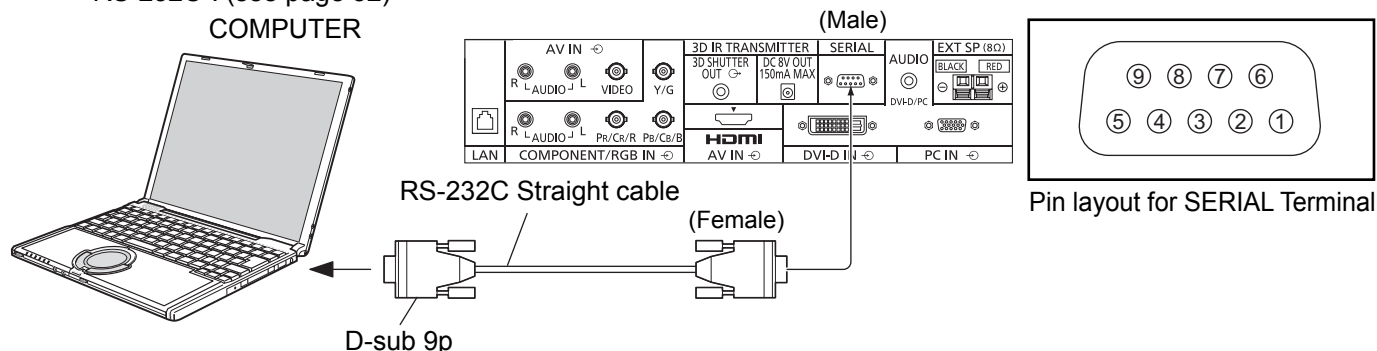 COMPUTER
(Male)
AV IN
3D IR TRANSMITTER
SERIAL
AUDIO
EXT SP (8Ω)
3D SHUTTER
OUT
DC 8V OUT
150mA MAX
BLACK
RED
R AUDIO L
VIDEO
Y/G
DVI-D/PC
R AUDIO L
PR/CR/R
PB/CB/B
HDMI
LAN
COMPONENT/RGB IN
AV IN
DVI-D IN
PC IN
9 8 7 6
5 4 3 2 1
Pin layout for SERIAL Terminal
RS-232C Straight cable
(Female)
D-sub 9p